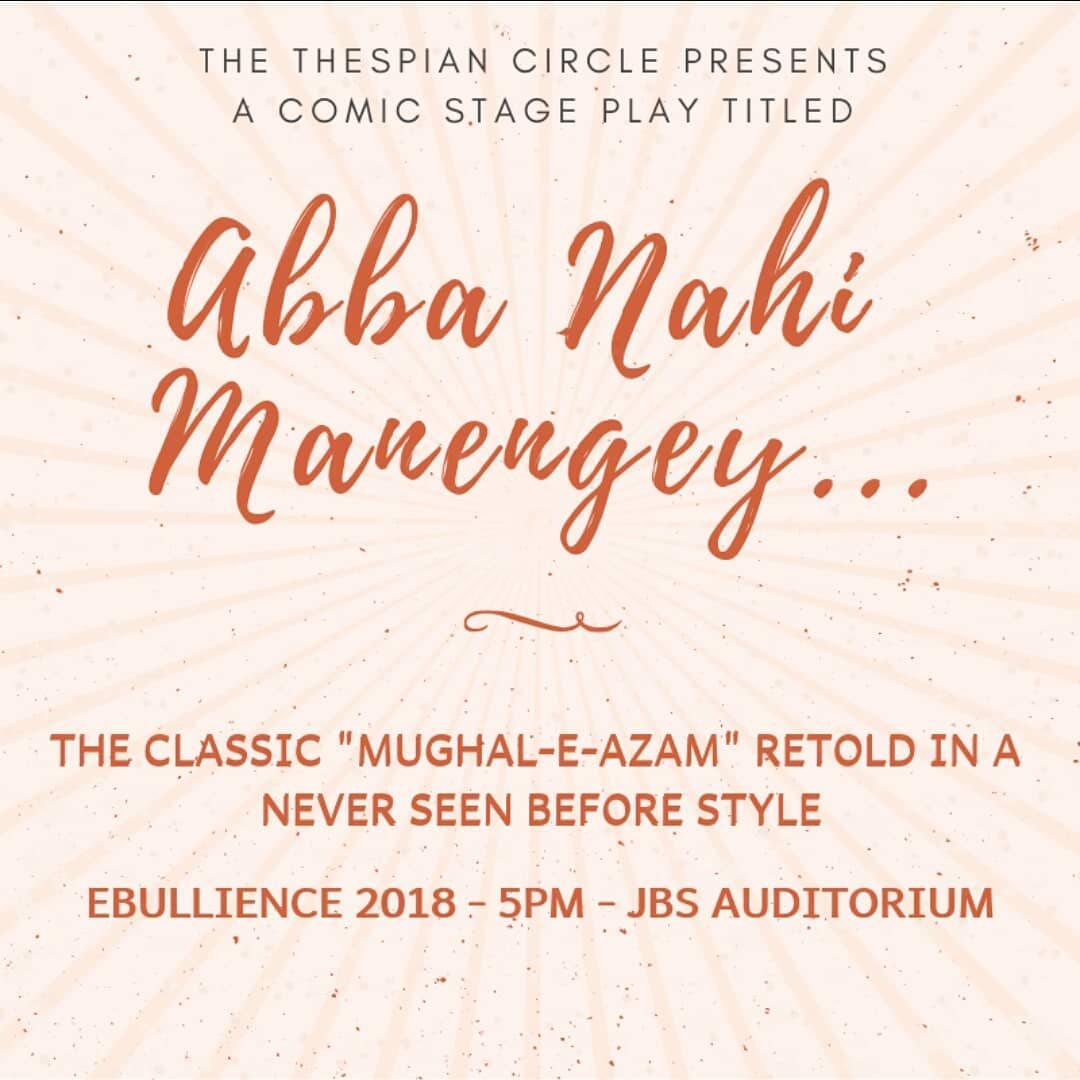 THE THESPIAN CIRCLE PRESENTS
A COMIC STAGE PLAY TITLED
Abba Nahi
Manengey...
THE CLASSIC "MUGHAL-E-AZAM" RETOLD IN A
NEVER SEEN BEFORE STYLE
EBULLIENCE 2018 - 5PM - JBS AUDITORIUM